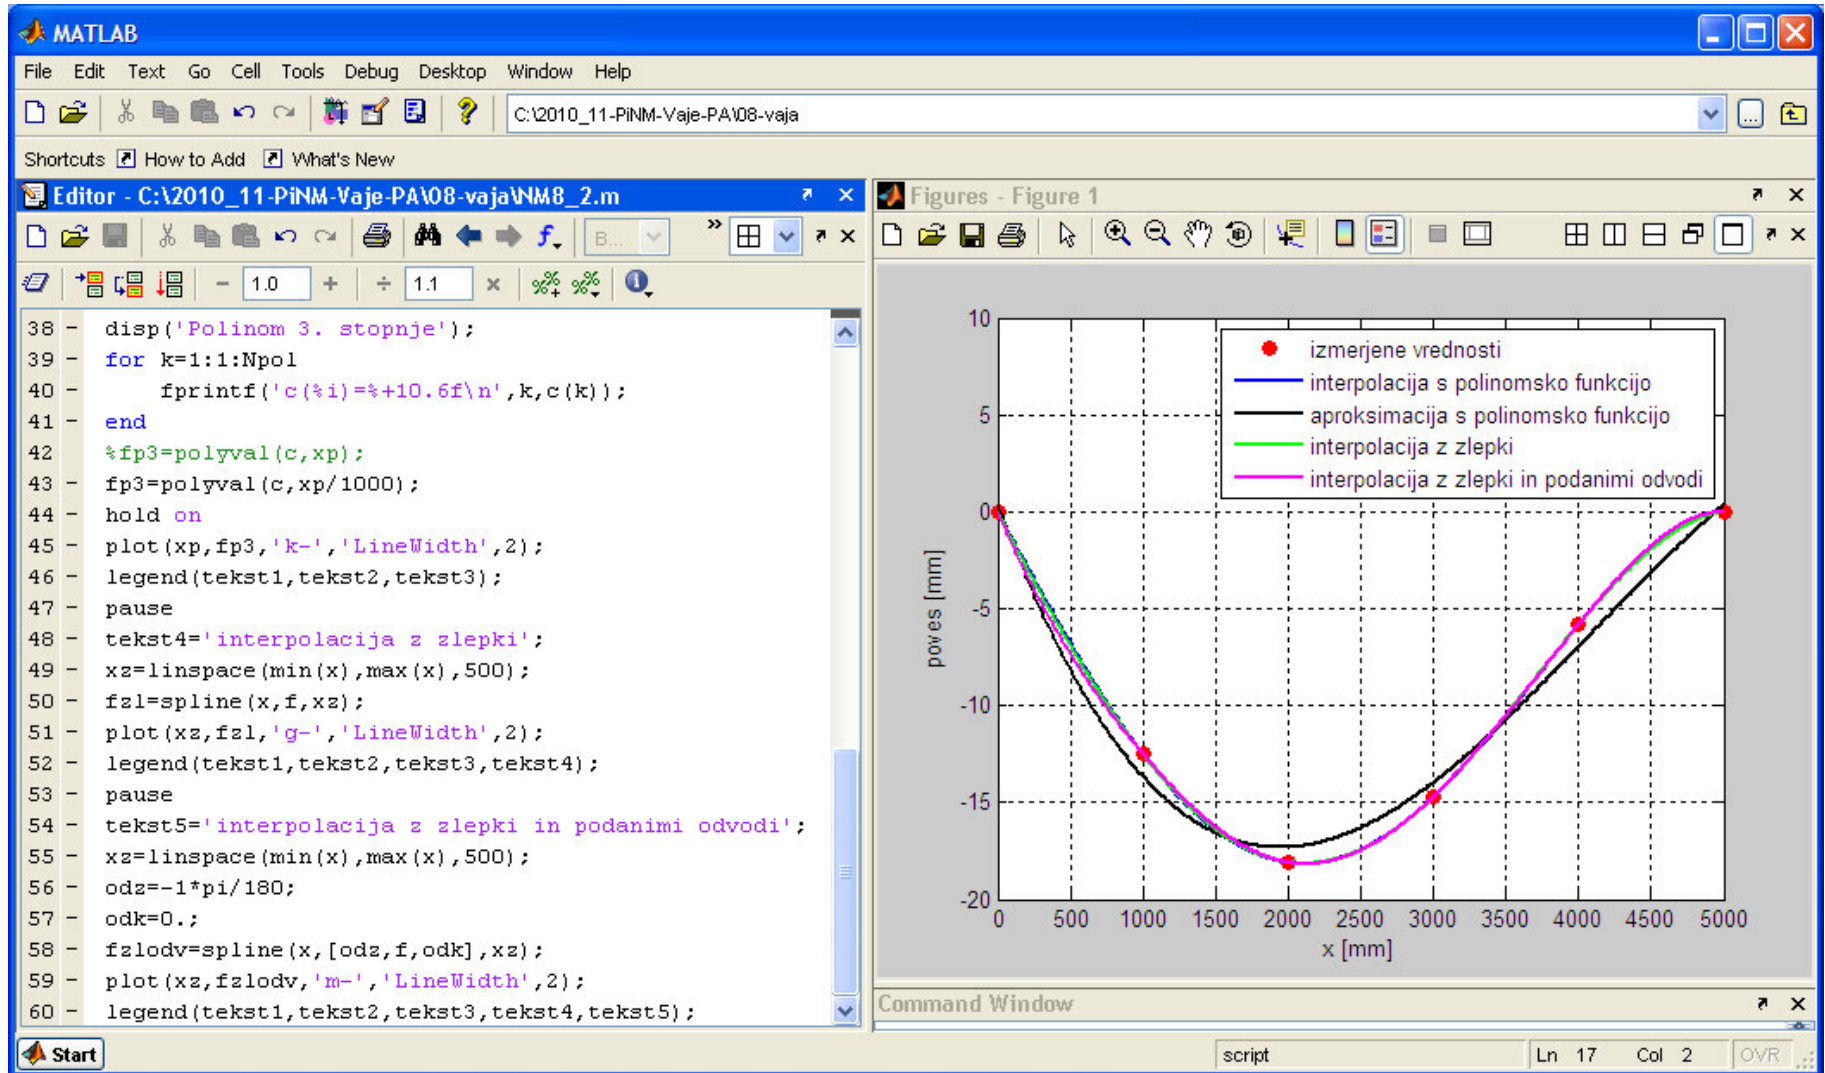 MATLAB
File Edit Text Go Cell Tools Debug Desktop Window Help
C:\2010_11-PiNM-Vaje-PA\08-vaja
Shortcuts How to Add What's New
Editor - C:\2010_11-PiNM-Vaje-PA\08-vaja\NM8_2.m
B...
- 1.0 + ÷ 1.1 ×
38 - disp('Polinom 3. stopnje');
39 - for k=1:1:Npol
40 - fprintf('c(%i)=%+10.6f\n',k,c(k));
41 - end
42 %fp3=polyval(c,xp);
43 - fp3=polyval(c,xp/1000);
44 - hold on
45 - plot(xp,fp3,'k-','LineWidth',2);
46 - legend(tekst1,tekst2,tekst3);
47 - pause
48 - tekst4='interpolacija z zlepki';
49 - xz=linspace(min(x),max(x),500);
50 - fzl=spline(x,f,xz);
51 - plot(xz,fzl,'g-','LineWidth',2);
52 - legend(tekst1,tekst2,tekst3,tekst4);
53 - pause
54 - tekst5='interpolacija z zlepki in podanimi odvodi';
55 - xz=linspace(min(x),max(x),500);
56 - odz=-1*pi/180;
57 - odk=0.;
58 - fzlodv=spline(x,[odz,f,odk],xz);
59 - plot(xz,fzlodv,'m-','LineWidth',2);
60 - legend(tekst1,tekst2,tekst3,tekst4,tekst5);
Figures - Figure 1
izmerjene vrednosti
interpolacija s polinomsko funkcijo
aproksimacija s polinomsko funkcijo
interpolacija z zlepki
interpolacija z zlepki in podanimi odvodi
10
5
0
-5
-10
-15
-20
poves [mm]
0 500 1000 1500 2000 2500 3000 3500 4000 4500 5000
x [mm]
Command Window
Start
script
Ln 17 Col 2
OVR